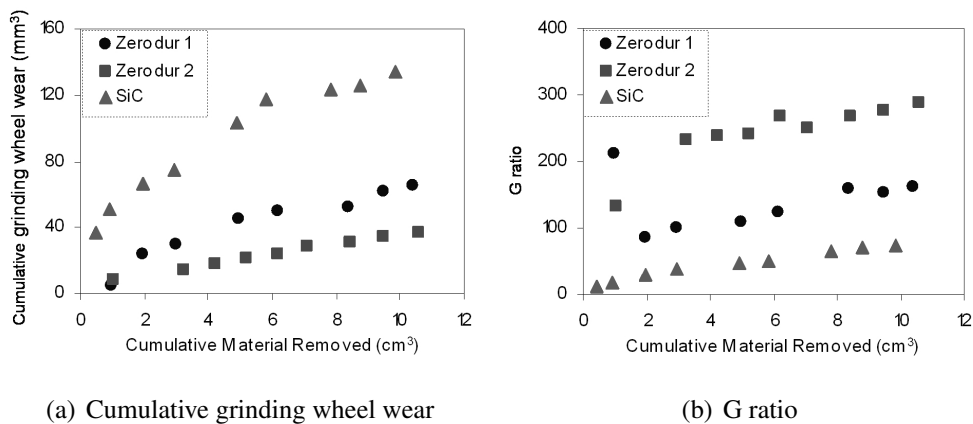 Cumulative grinding wheel wear (mm³)
160
120
80
40
0
Zerodur 1
Zerodur 2
SiC
0 2 4 6 8 10 12
Cumulative Material Removed (cm³)
(a) Cumulative grinding wheel wear
G ratio
400
300
200
100
0
Zerodur 1
Zerodur 2
SiC
0 2 4 6 8 10 12
Cumulative Material Removed (cm³)
(b) G ratio